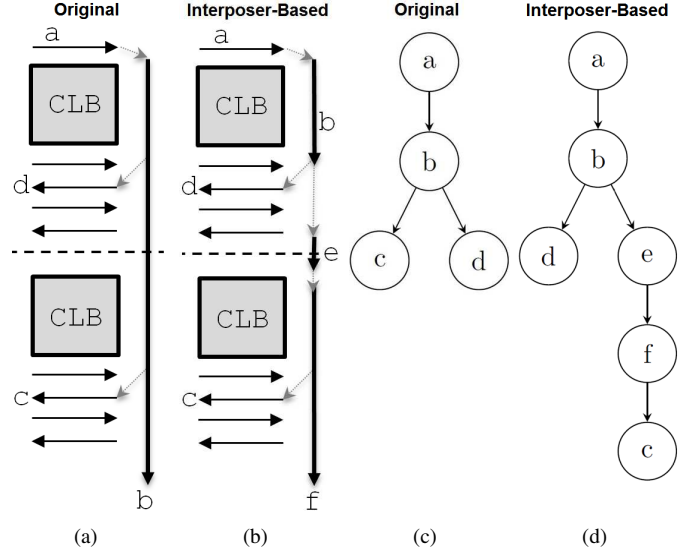 Original Interposer-Based Original Interposer-Based
a a a a
CLB CLB
b b b
d d
c d d e
e
CLB CLB
f
c c
c
b f
(a) (b) (c) (d)